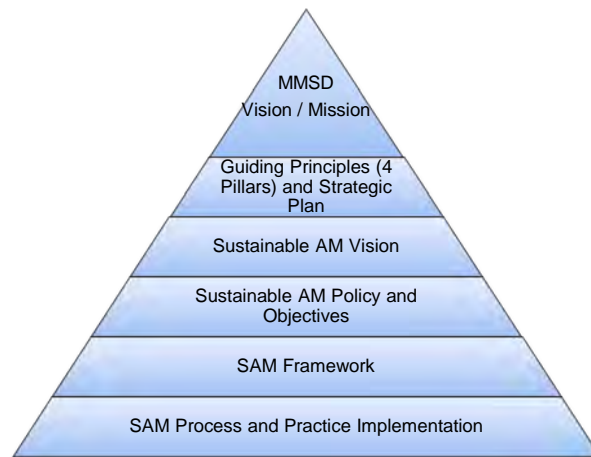 MMSD
Vision / Mission
Guiding Principles (4
Pillars) and Strategic
Plan
Sustainable AM Vision
Sustainable AM Policy and
Objectives
SAM Framework
SAM Process and Practice Implementation